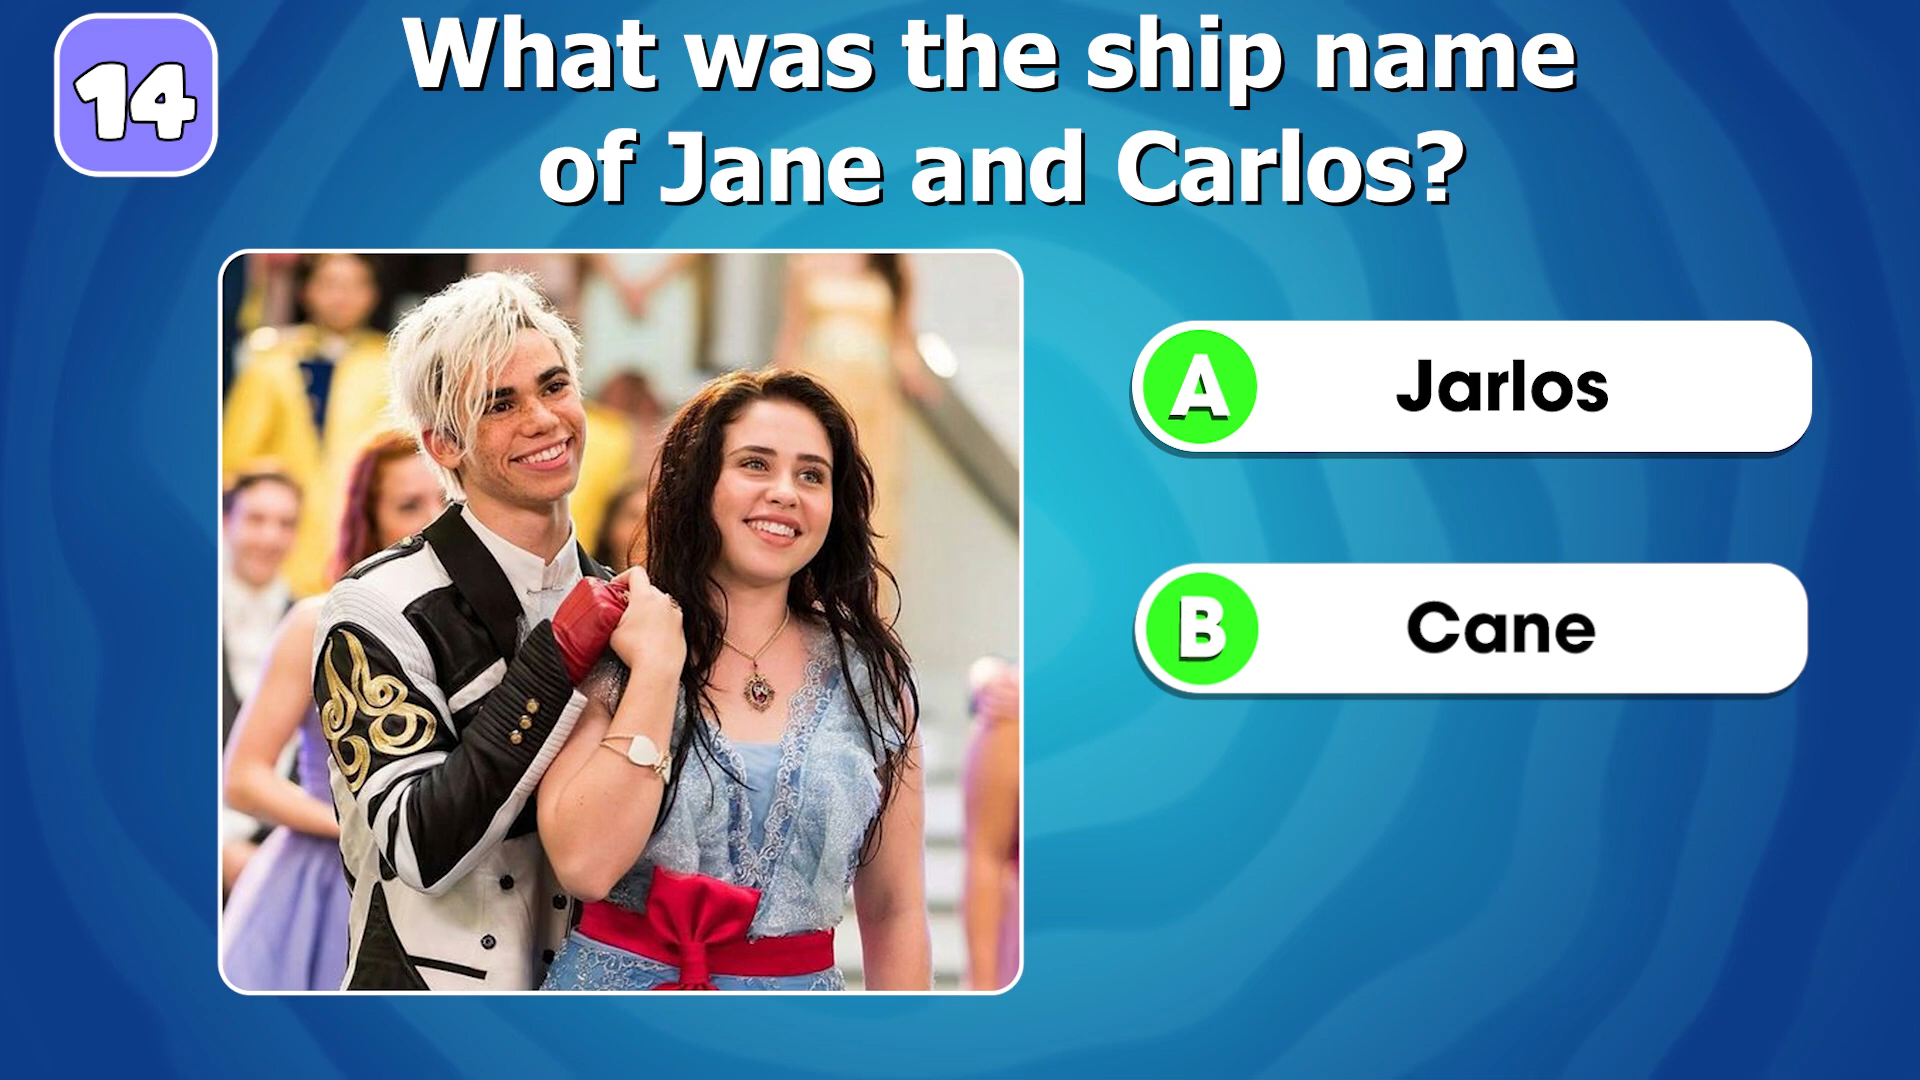 14
What was the ship name
of Jane and Carlos?
A Jarlos
B Cane